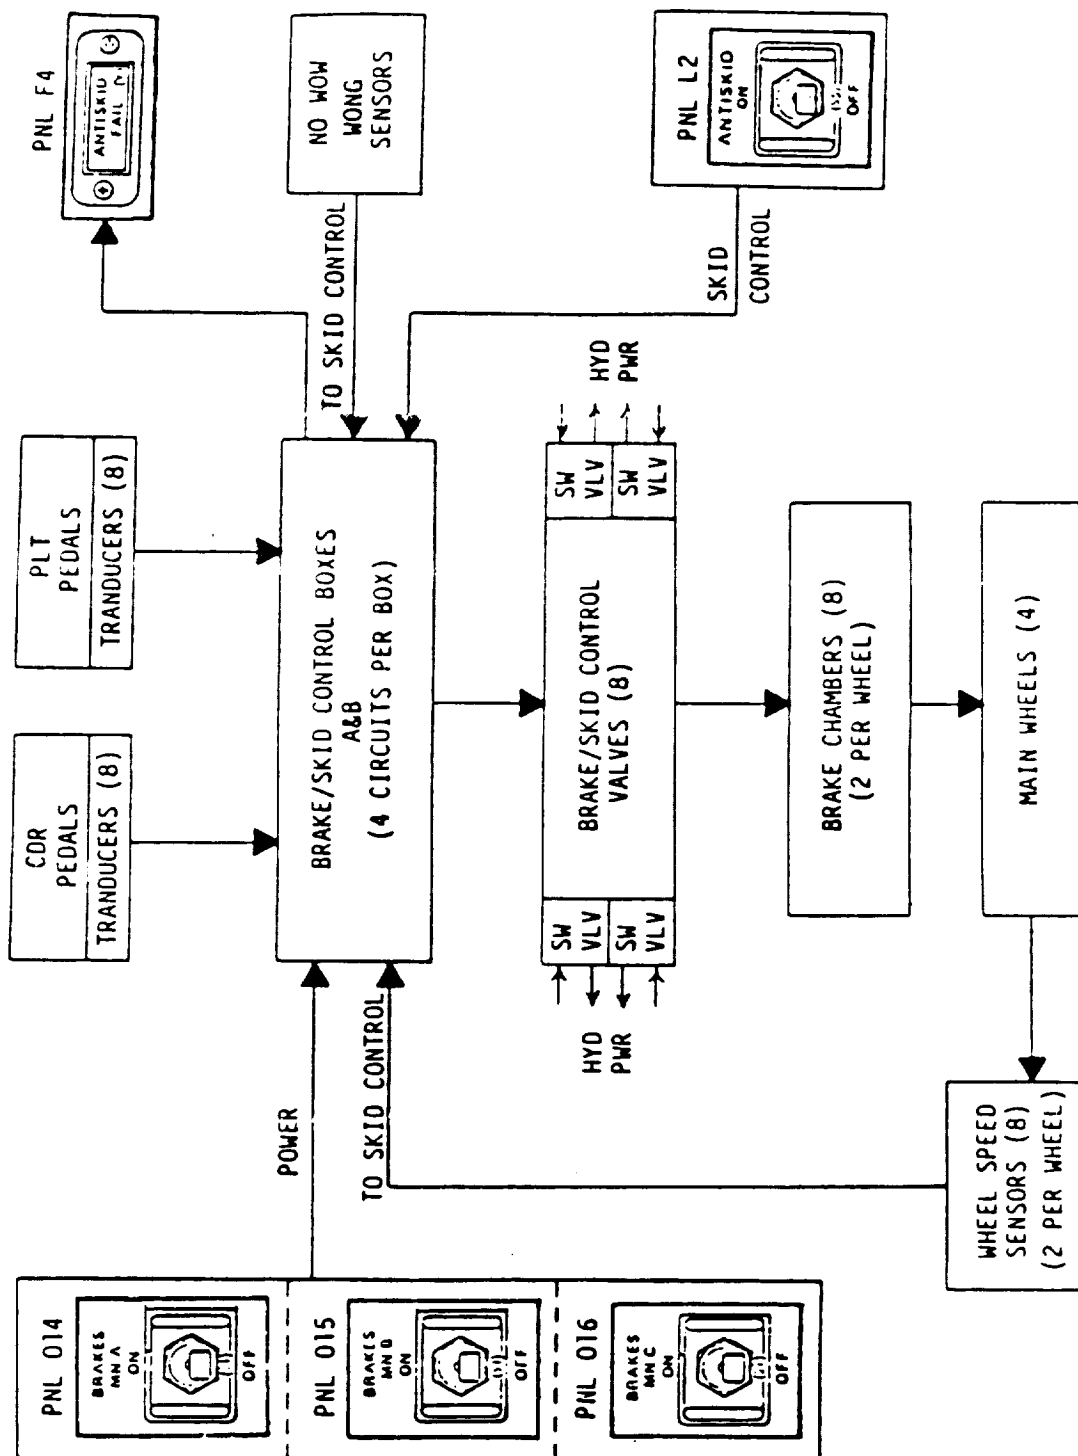 PNL O14
BRAKES
MN A
ON
OFF
PNL O15
BRAKES
MN B
ON
OFF
PNL O16
BRAKES
MN C
ON
OFF
POWER
TO SKID CONTROL
WHEEL SPEED
SENSORS (8)
(2 PER WHEEL)
CDR
PEDALS
TRANDUCERS (8)
PLT
PEDALS
TRANDUCERS (8)
BRAKE/SKID CONTROL BOXES
A&B
(4 CIRCUITS PER BOX)
HYD
PWR
SW
VLV
SW
VLV
BRAKE/SKID CONTROL
VALVES (8)
SW
VLV
SW
VLV
HYD
PWR
BRAKE CHAMBERS (8)
(2 PER WHEEL)
MAIN WHEELS (4)
PNL F4
ANTISKID
FAIL
TO SKID CONTROL
NO WOW
WONG
SENSORS
SKID
CONTROL
PNL L2
ANTISKID
ON
OFF